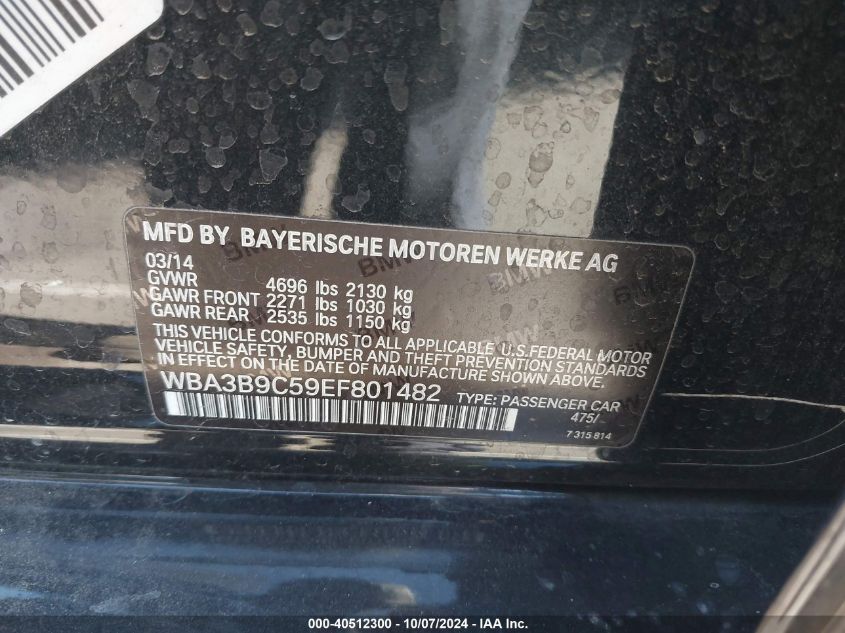 MFD BY BAYERISCHE MOTOREN WERKE AG
03/14
GVWR 4696 lbs 2130 kg
GAWR FRONT 2271 lbs 1030 kg
GAWR REAR 2535 lbs 1150 kg
THIS VEHICLE CONFORMS TO ALL APPLICABLE U.S.FEDERAL MOTOR
VEHICLE SAFETY, BUMPER AND THEFT PREVENTION STANDARDS
IN EFFECT ON THE DATE OF MANUFACTURE SHOWN ABOVE.
WBA3B9C59EF801482 TYPE: PASSENGER CAR
475/
7 315 814
000-40512300 - 10/07/2024 - IAA Inc.